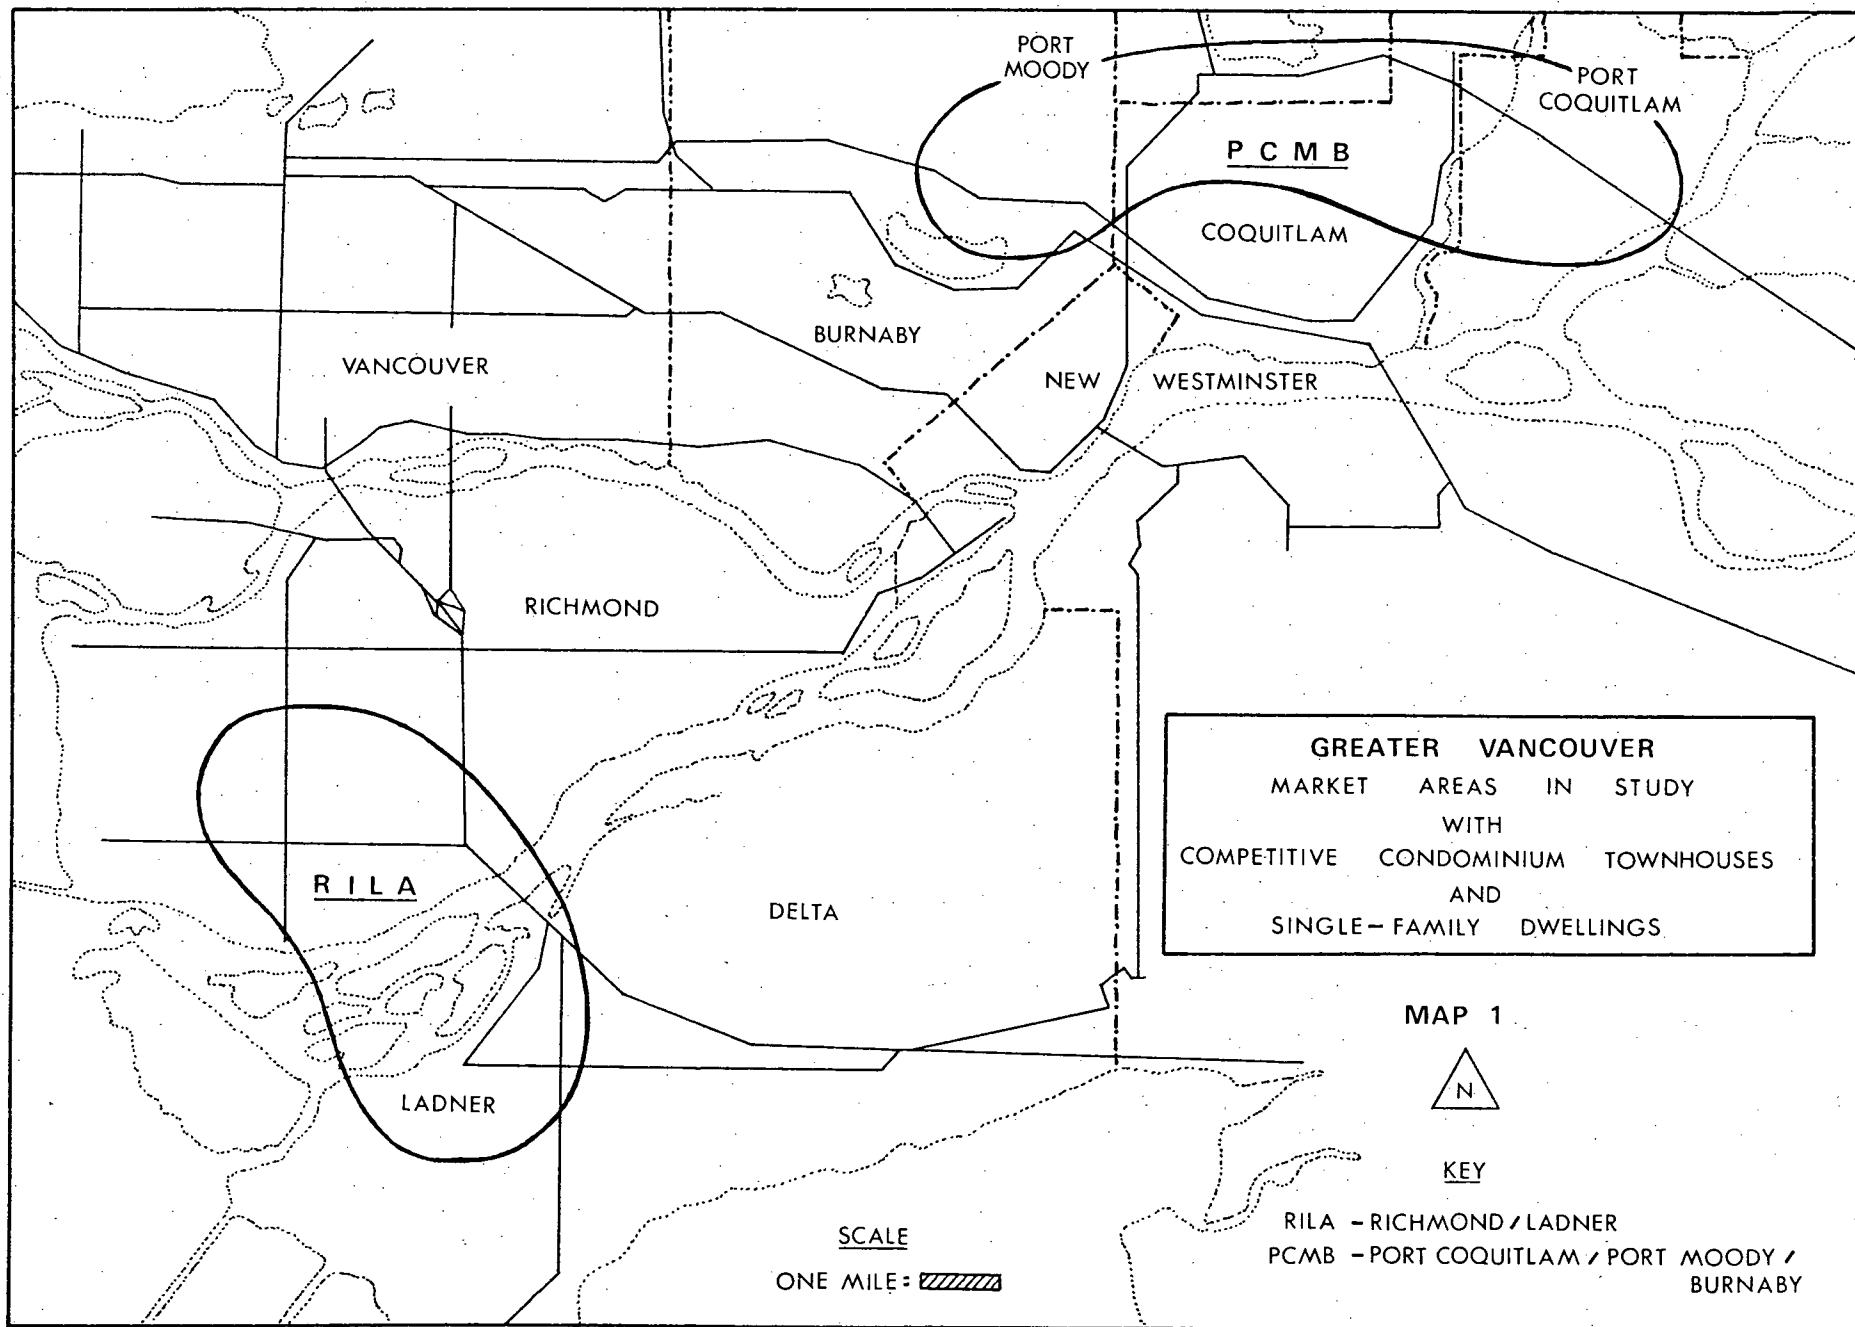 PORT
MOODY
PORT
COQUITLAM
PCMB
COQUITLAM
BURNABY
VANCOUVER
NEW WESTMINSTER
RICHMOND
RILA
DELTA
LADNER
GREATER VANCOUVER
MARKET AREAS IN STUDY
WITH
COMPETITIVE CONDOMINIUM TOWNHOUSES
AND
SINGLE-FAMILY DWELLINGS
MAP 1
N
KEY
RILA - RICHMOND/LADNER
PCMB - PORT COQUITLAM/PORT MOODY/
BURNABY
SCALE
ONE MILE: